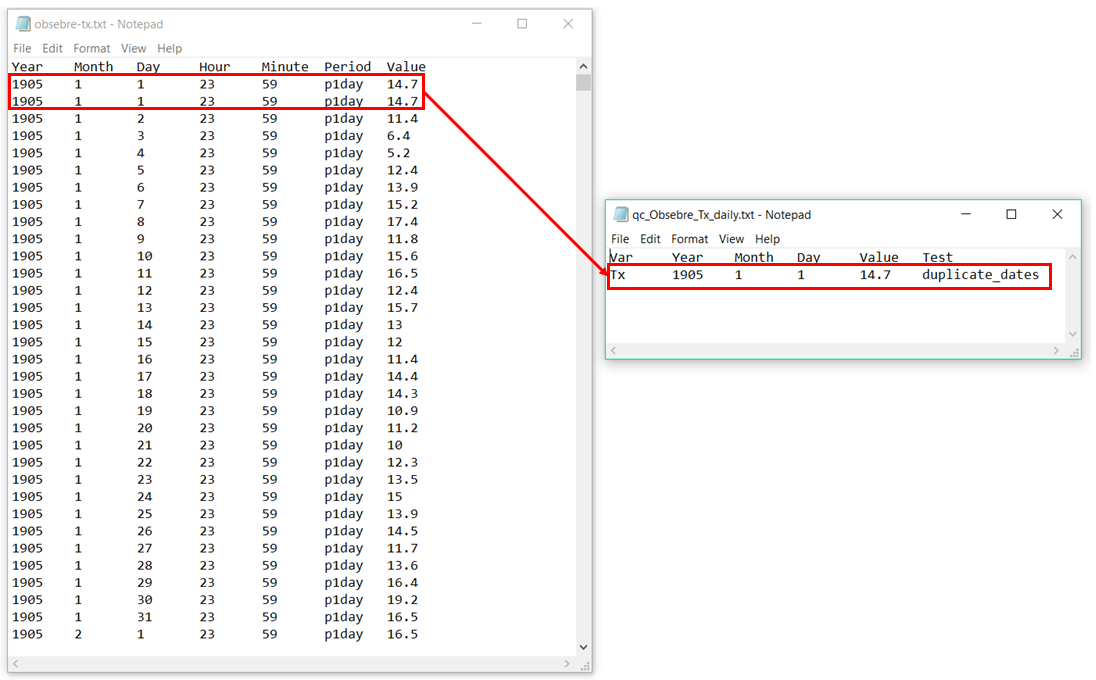 obsebre-tx.txt - Notepad
File Edit Format View Help
Year Month Day Hour Minute Period Value
1905 1 1 23 59 p1day 14.7
1905 1 1 23 59 p1day 14.7
1905 1 2 23 59 p1day 11.4
1905 1 3 23 59 p1day 6.4
1905 1 4 23 59 p1day 5.2
1905 1 5 23 59 p1day 12.4
1905 1 6 23 59 p1day 13.9
1905 1 7 23 59 p1day 15.2
1905 1 8 23 59 p1day 17.4
1905 1 9 23 59 p1day 11.8
1905 1 10 23 59 p1day 15.6
1905 1 11 23 59 p1day 16.5
1905 1 12 23 59 p1day 12.4
1905 1 13 23 59 p1day 15.7
1905 1 14 23 59 p1day 13
1905 1 15 23 59 p1day 12
1905 1 16 23 59 p1day 11.4
1905 1 17 23 59 p1day 14.4
1905 1 18 23 59 p1day 14.3
1905 1 19 23 59 p1day 10.9
1905 1 20 23 59 p1day 11.2
1905 1 21 23 59 p1day 10
1905 1 22 23 59 p1day 12.3
1905 1 23 23 59 p1day 13.5
1905 1 24 23 59 p1day 15
1905 1 25 23 59 p1day 13.9
1905 1 26 23 59 p1day 14.5
1905 1 27 23 59 p1day 11.7
1905 1 28 23 59 p1day 13.6
1905 1 29 23 59 p1day 16.4
1905 1 30 23 59 p1day 19.2
1905 1 31 23 59 p1day 16.5
1905 2 1 23 59 p1day 16.5
qc_Obsebre_Tx_daily.txt - Notepad
File Edit Format View Help
Var Year Month Day Value Test
Tx 1905 1 1 14.7 duplicate_dates